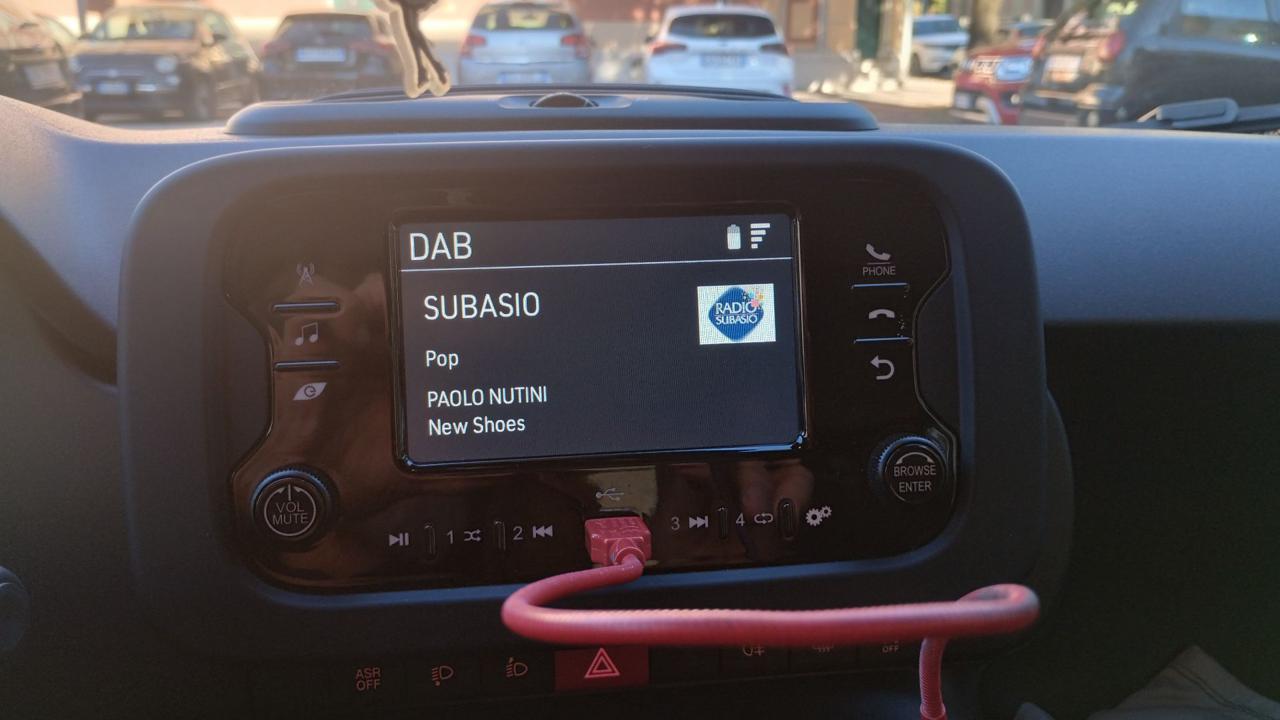 DAB
SUBASIO
RADIO
SUBASIO
Pop
PAOLO NUTINI
New Shoes
PHONE
VOL
MUTE
BROWSE
ENTER
1
2
3
4
ASR
OFF
OFF